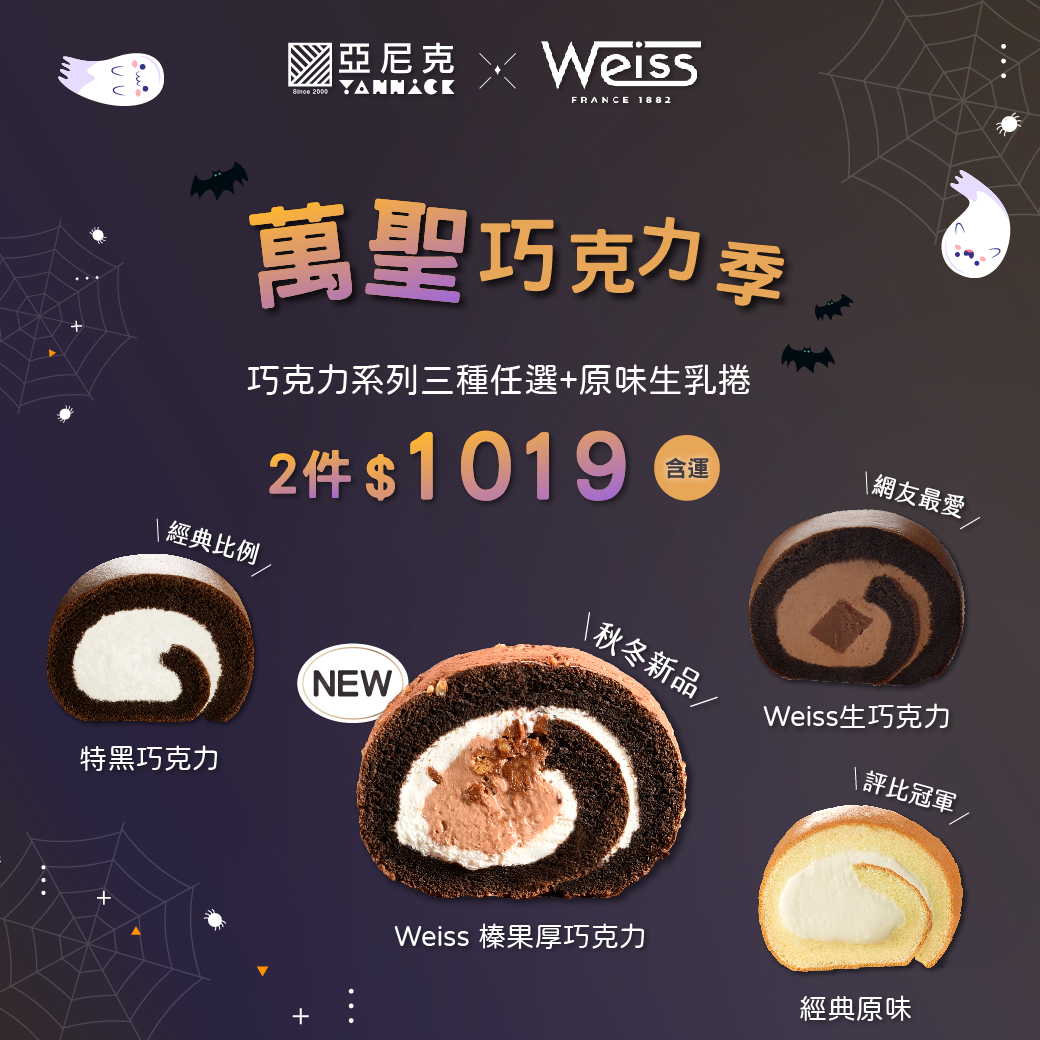 亞尼克
YANNICK
Since 2000
Weiss
FRANCE 1882
萬聖巧克力季
巧克力系列三種任選+原味生乳捲
2件$1019 含運
網友最愛
經典比例
Weiss生巧克力
特黑巧克力
秋冬新品
NEW
Weiss 榛果厚巧克力
評比冠軍
經典原味